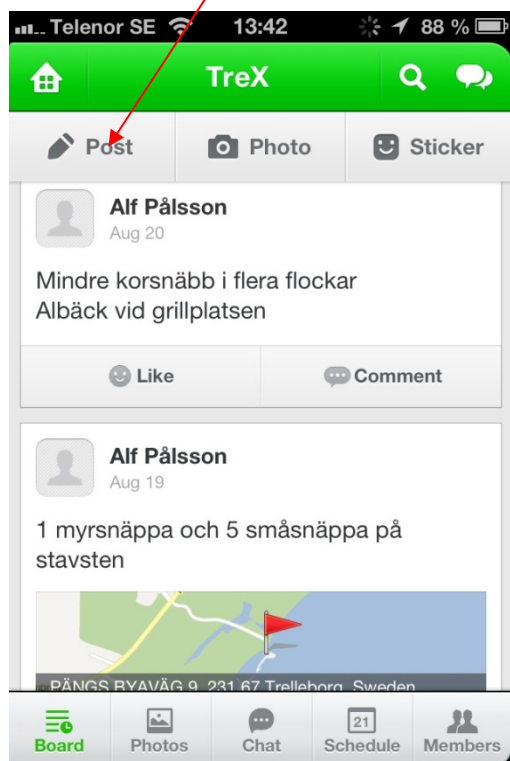 Telenor SE 13:42 88 %
TreX
Post Photo Sticker
Alf Pålsson
Aug 20
Mindre korsnäbb i flera flockar
Albäck vid grillplatsen
Like Comment
Alf Pålsson
Aug 19
1 myrsnäppa och 5 småsnäppa på
stavsten
PÄNGS BYAVÄG 9, 231 67 Trelleborg, Sweden
21
Board Photos Chat Schedule Members